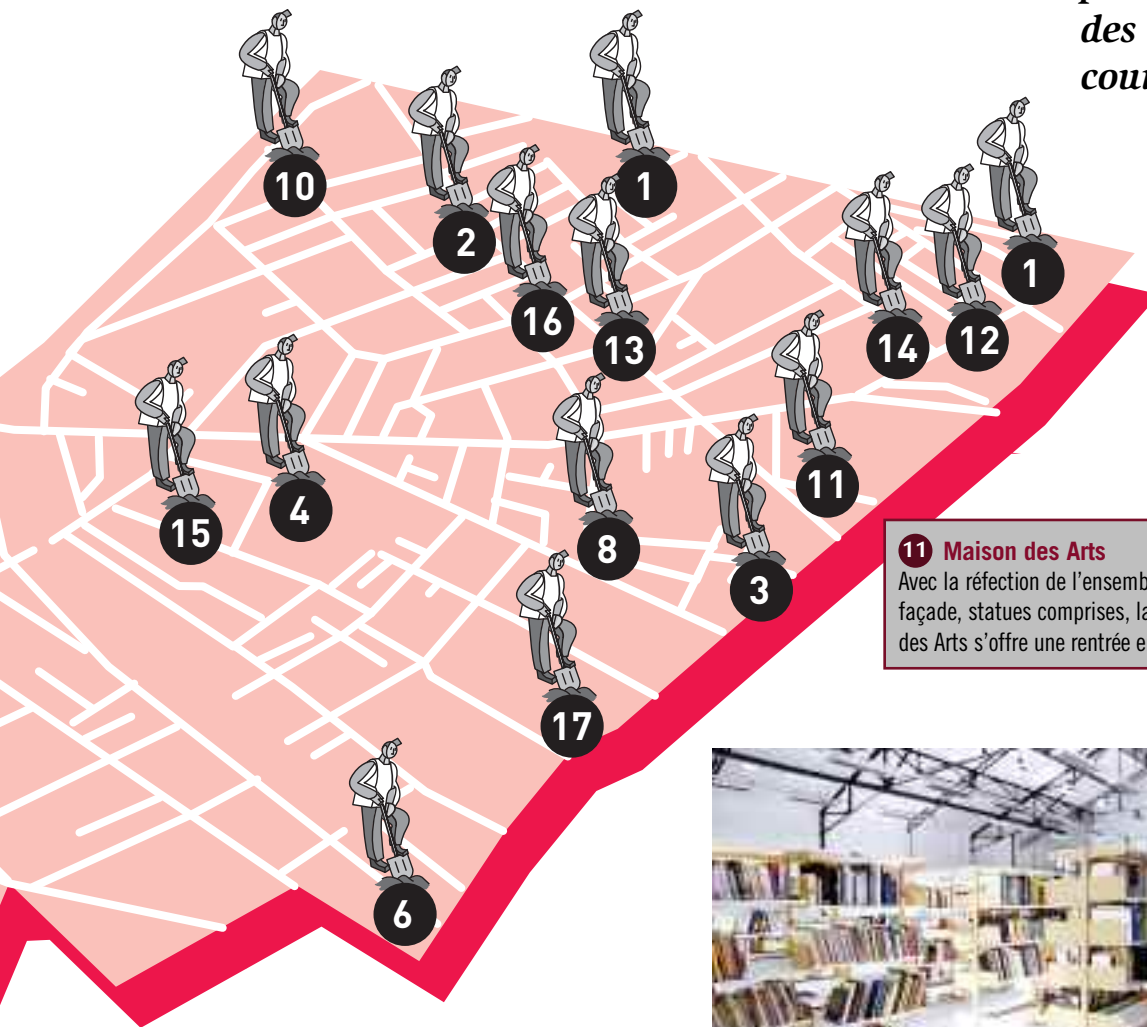 des
cour
10
1
2
1
16
13
14
12
15
4
11
8
3
11 Maison des Arts
Avec la réfection de l'ensemb
façade, statues comprises, la
des Arts s'offre une rentrée e
17
6